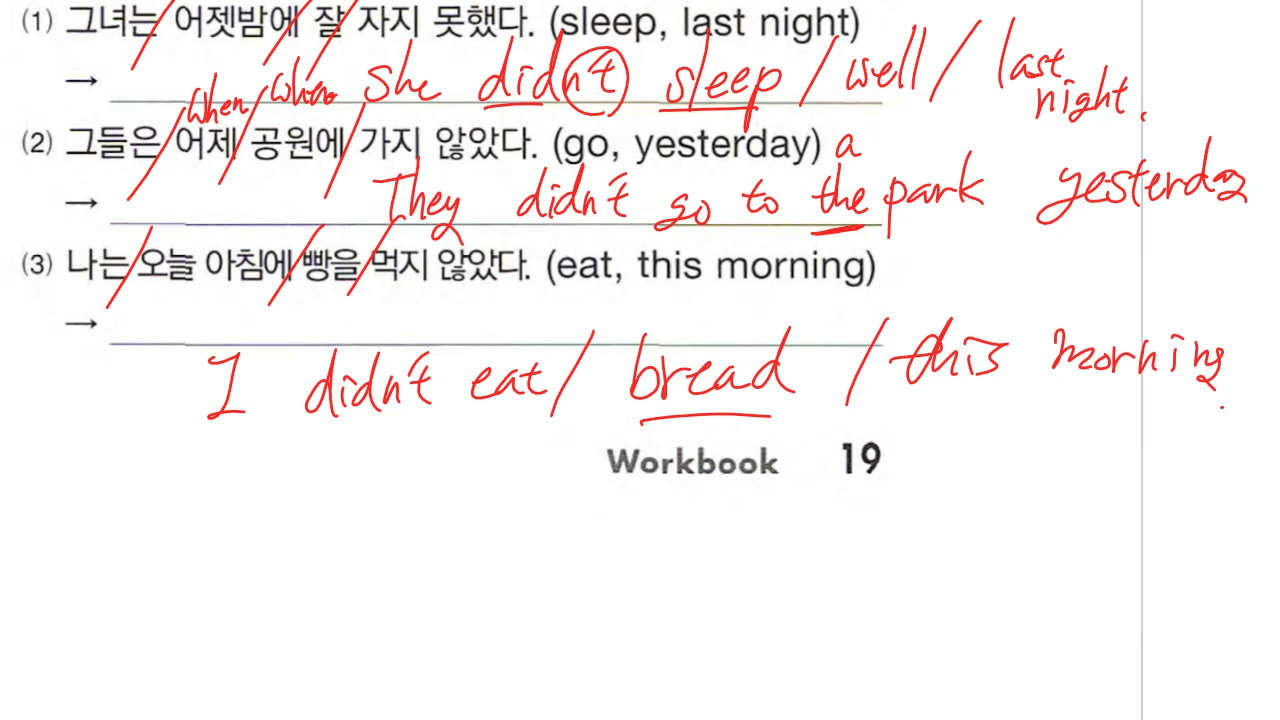 (1) 그녀는 어젯밤에 잘 자지 못했다. (sleep, last night)
→ She didn't sleep / well / last night.
when where
(2) 그들은 어제 공원에 가지 않았다. (go, yesterday) a
→ They didn't go to the park yesterday
(3) 나는 오늘 아침에 빵을 먹지 않았다. (eat, this morning)
→
I didn't eat / bread / this morning.
Workbook 19